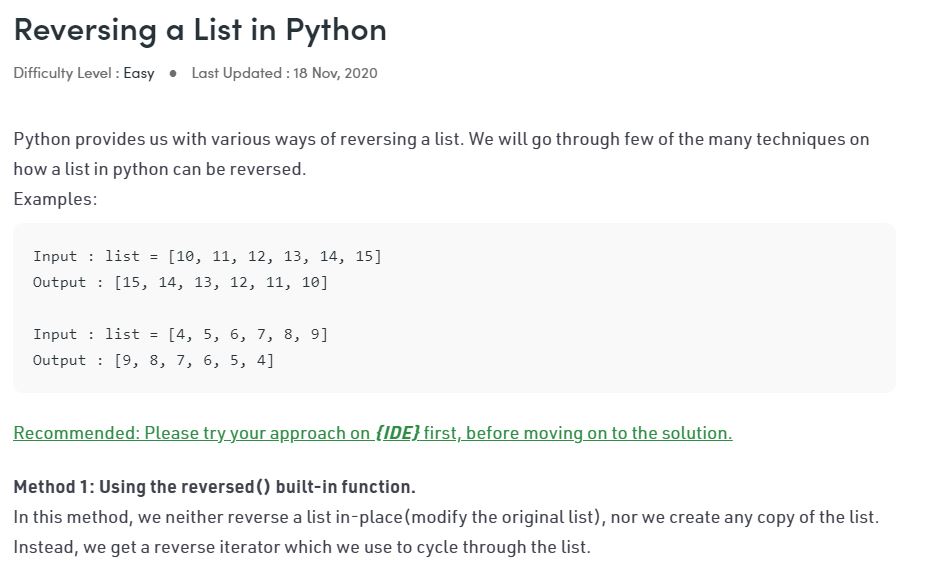 Reversing a List in Python
Difficulty Level : Easy ● Last Updated : 18 Nov, 2020
Python provides us with various ways of reversing a list. We will go through few of the many techniques on
how a list in python can be reversed.
Examples:
Input : list = [10, 11, 12, 13, 14, 15]
Output : [15, 14, 13, 12, 11, 10]
Input : list = [4, 5, 6, 7, 8, 9]
Output : [9, 8, 7, 6, 5, 4]
Recommended: Please try your approach on {IDE} first, before moving on to the solution.
Method 1: Using the reversed() built-in function.
In this method, we neither reverse a list in-place(modify the original list), nor we create any copy of the list.
Instead, we get a reverse iterator which we use to cycle through the list.